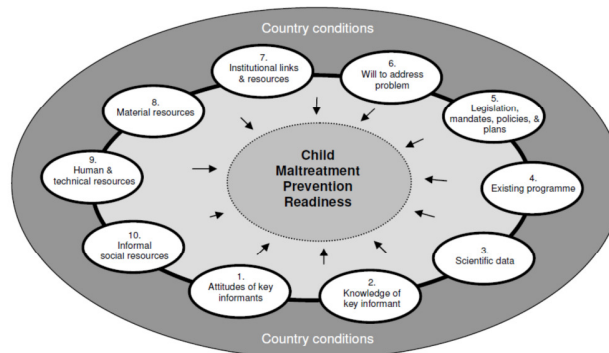 Country conditions
7.
Institutional links
& resources
6.
Will to address
problem
8.
Material resources
5.
Legislation,
mandates, policies, &
plans
9.
Human &
technical resources
Child
Maltreatment
Prevention
Readiness
4.
Existing programme
10.
Informal
social resources
3.
Scientific data
1.
Attitudes of key
informants
2.
Knowledge of
key informant
Country conditions